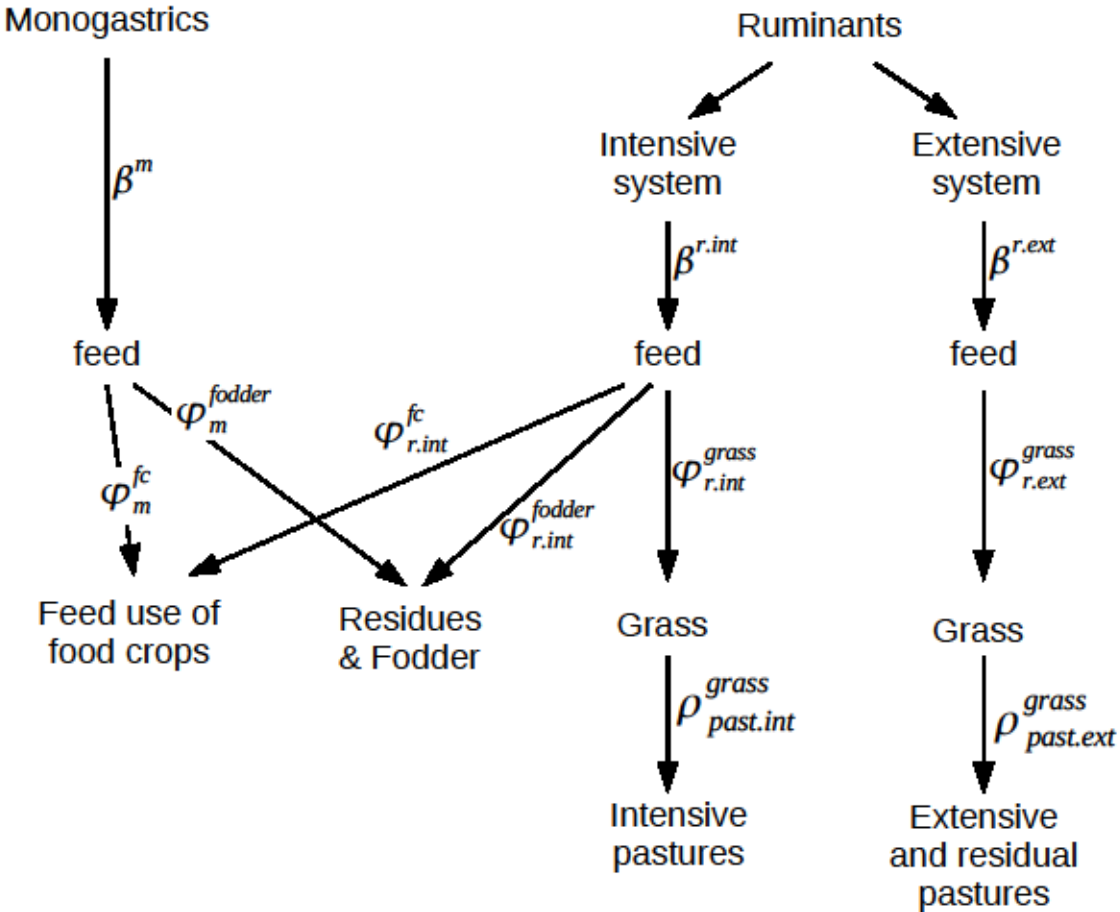 Monogastrics
Ruminants
Intensive
system
Extensive
system
β^m
β^{r.int}
β^{r.ext}
feed
feed
feed
φ_m^{fodder}
φ_{r.int}^{fc}
φ_{r.int}^{grass}
φ_{r.ext}^{grass}
φ_m^{fc}
φ_{r.int}^{fodder}
Feed use of
food crops
Residues
& Fodder
Grass
Grass
ρ_{past.int}^{grass}
ρ_{past.ext}^{grass}
Intensive
pastures
Extensive
and residual
pastures